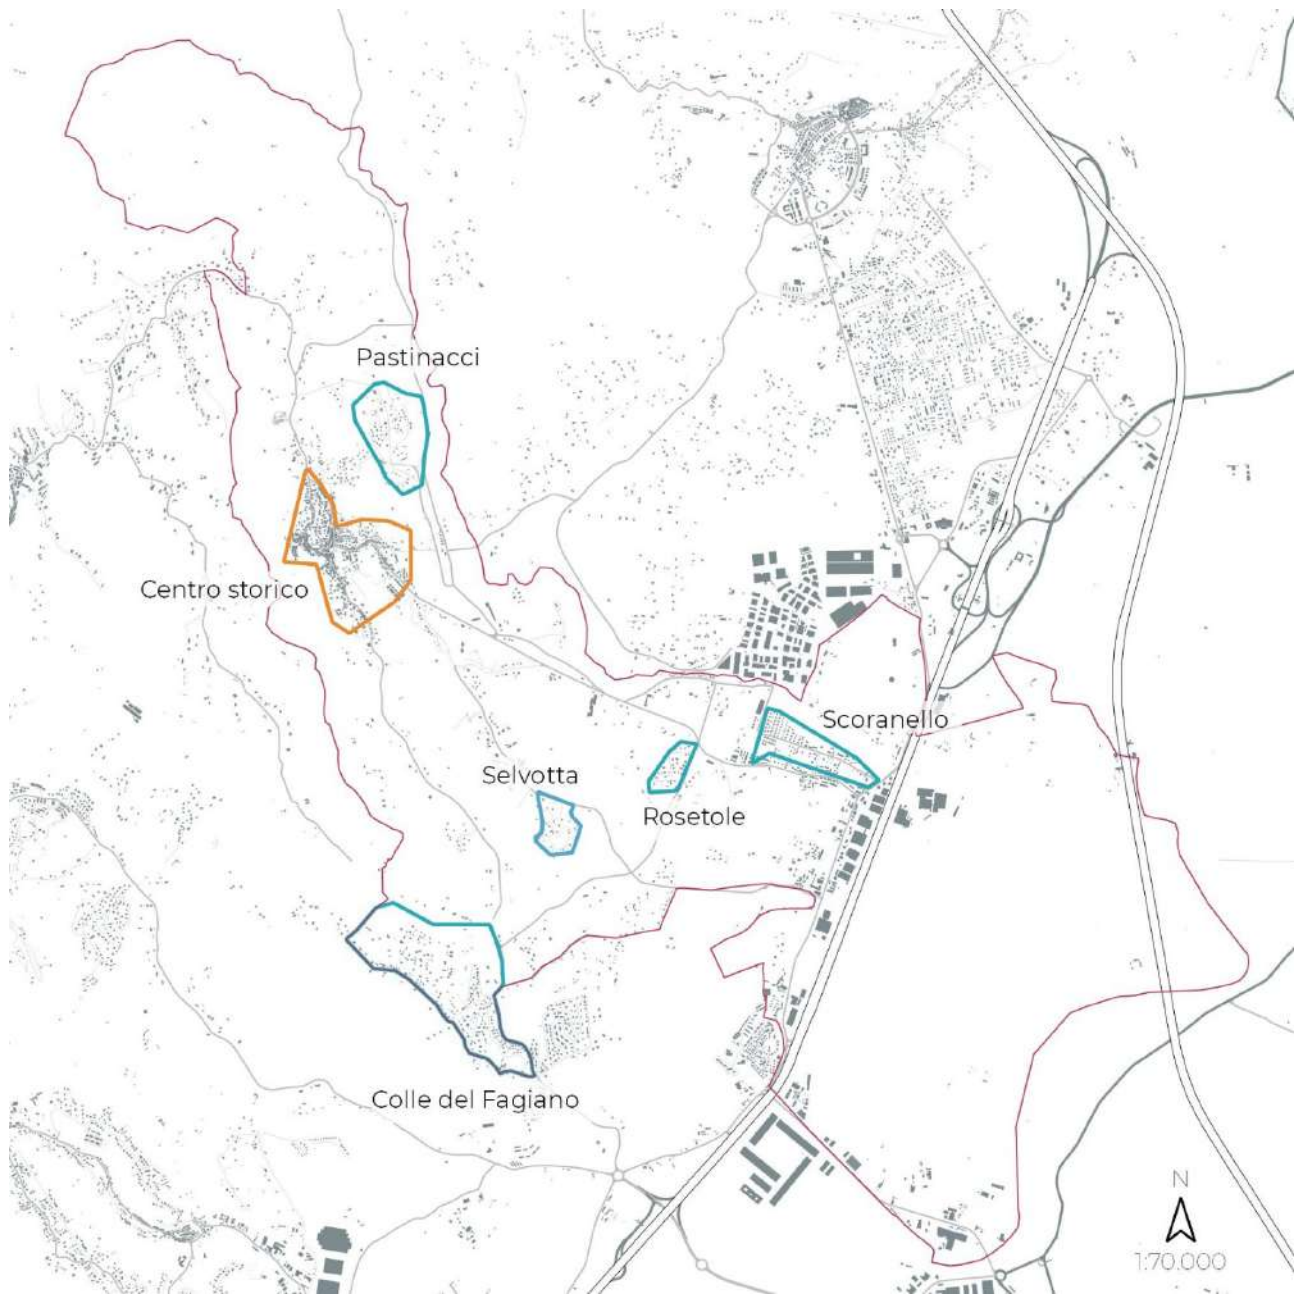 Pastinacci
Centro storico
Scoranello
Selvotta
Rosetole
Colle del Fagiano
N
1:70.000